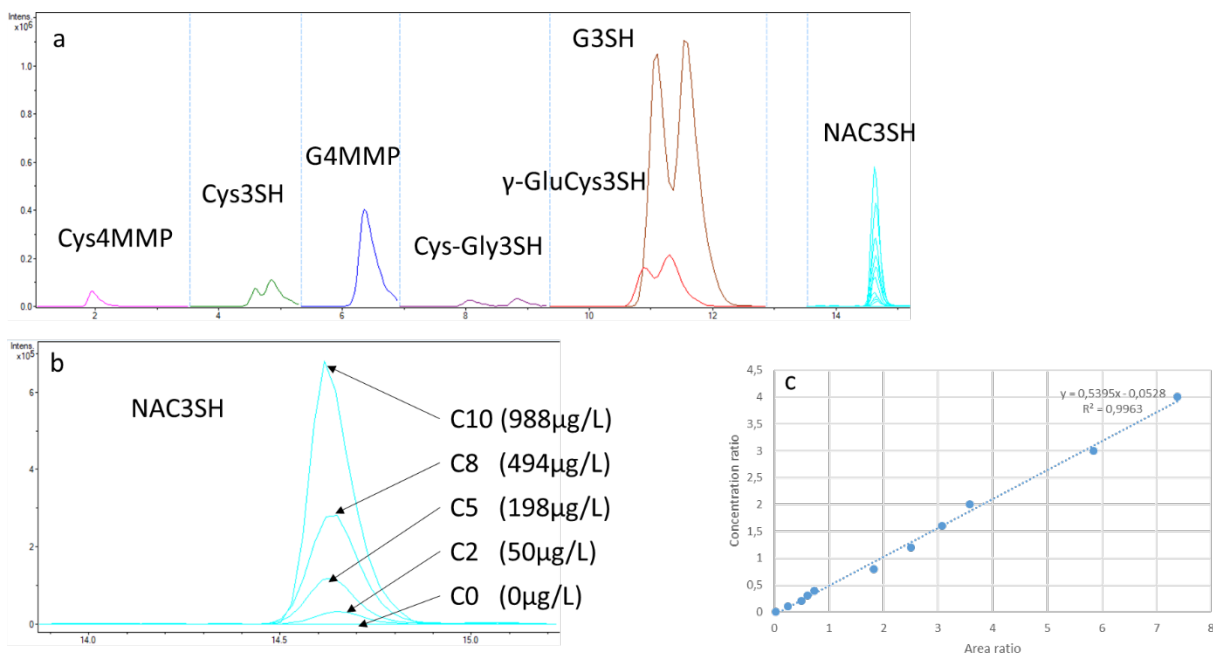 Intens.
x10⁶
a
1.0
0.8
0.6
0.4
0.2
0.0
Cys4MMP
Cys3SH
G4MMP
Cys-Gly3SH
γ-GluCys3SH
G3SH
NAC3SH
2
4
6
8
10
12
14
Intens.
x10⁵
b
6
4
2
0
NAC3SH
C10 (988µg/L)
C8 (494µg/L)
C5 (198µg/L)
C2 (50µg/L)
C0 (0µg/L)
14.0
14.5
15.0
c
Concentration ratio
4,5
4
3,5
3
2,5
2
1,5
1
0,5
0
y = 0,5395x - 0,0528
R² = 0,9963
0
1
2
3
4
5
6
7
8
Area ratio